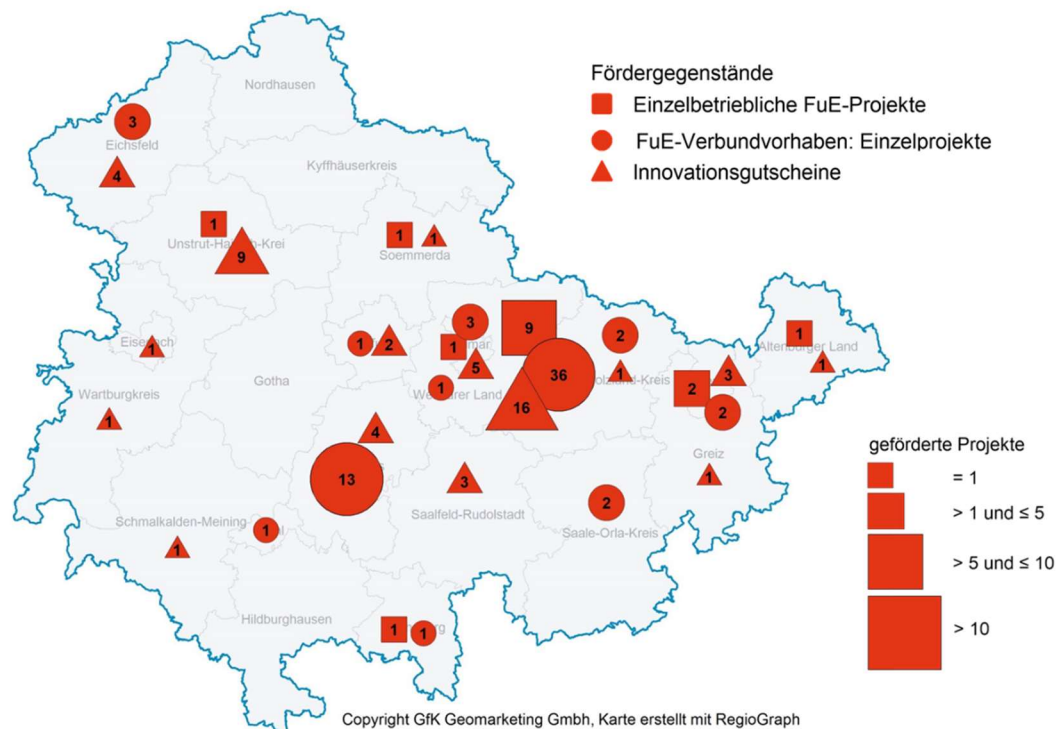 Nordhausen
Fördergegenstände
Einzelbetriebliche FuE-Projekte
FuE-Verbundvorhaben: Einzelprojekte
Innovationsgutscheine
3
Eichsfeld
4
Kyffhäuserkreis
1
9
1
1
Soemmerda
1
1
2
3
1
5
1
9
36
16
2
1
1
1
Altenburger Land
2
3
2
Gotha
Wartburgkreis
1
4
13
3
Saalfeld-Rudolstadt
Greiz
1
2
Saale-Orla-Kreis
Schmalkalden-Meining
1
1
Hildburghausen
1
1
geförderte Projekte
= 1
> 1 und ≤ 5
> 5 und ≤ 10
> 10
Copyright GfK Geomarketing Gmbh, Karte erstellt mit RegioGraph